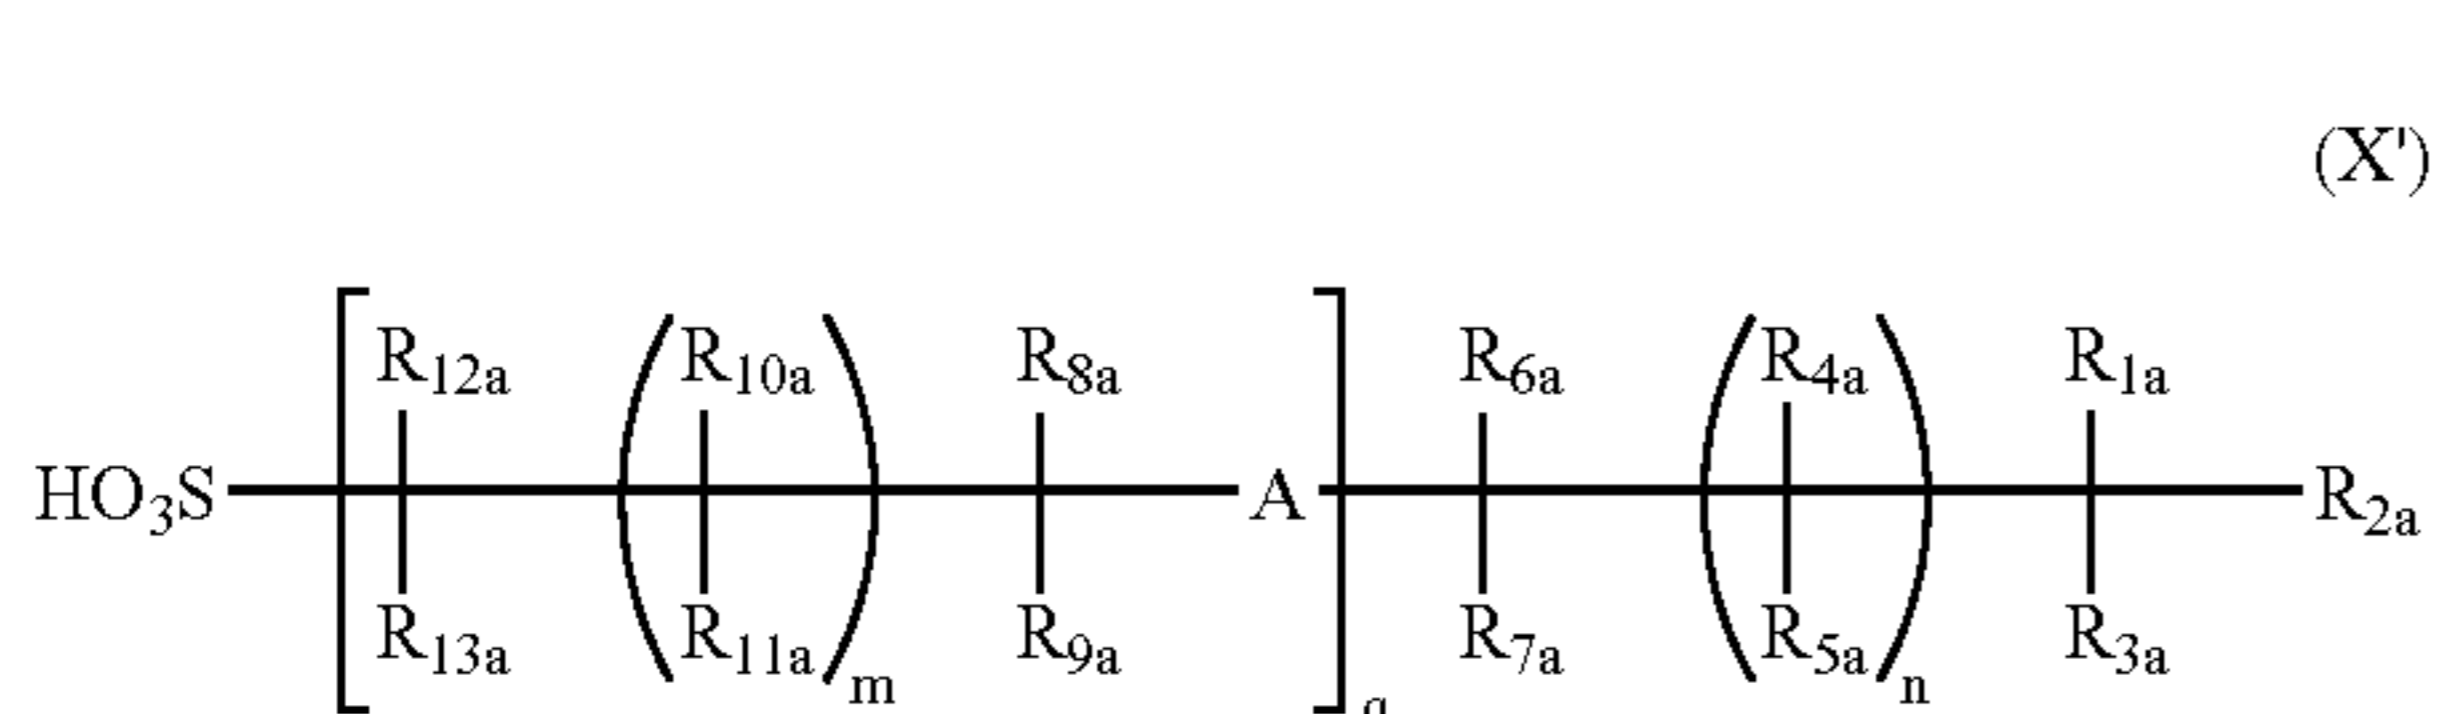 (X')
R12a R10a R8a R6a R4a R1a
HO3S A R2a
R13a R11a R9a R7a R5a R3a
m n
q